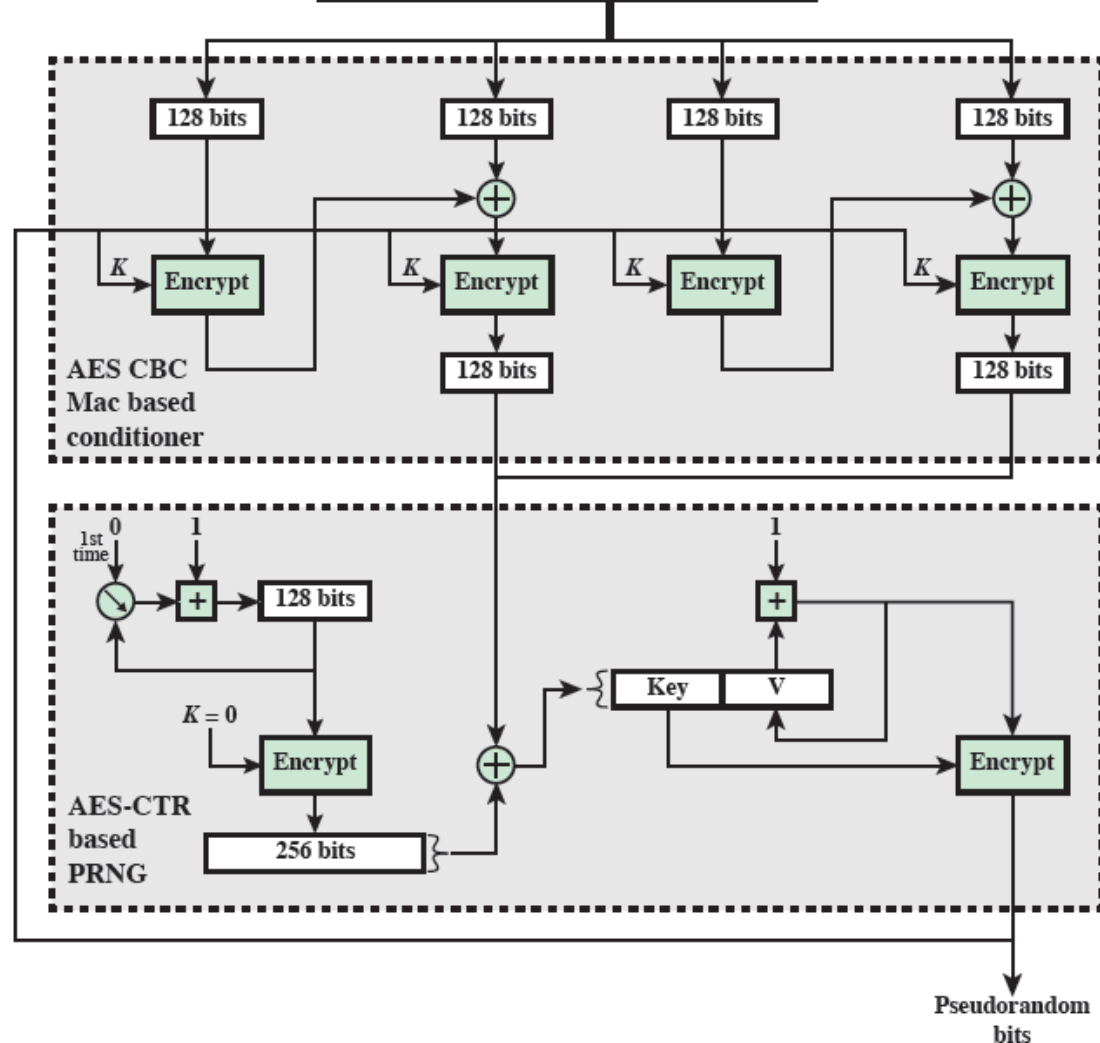 128 bits
128 bits
128 bits
128 bits
+
+
K
Encrypt
K
Encrypt
K
Encrypt
K
Encrypt
128 bits
128 bits
AES CBC
Mac based
conditioner
0
1st
time
1
1
+
128 bits
+
Key
V
K = 0
Encrypt
+
Encrypt
AES-CTR
based
PRNG
256 bits
Pseudorandom
bits